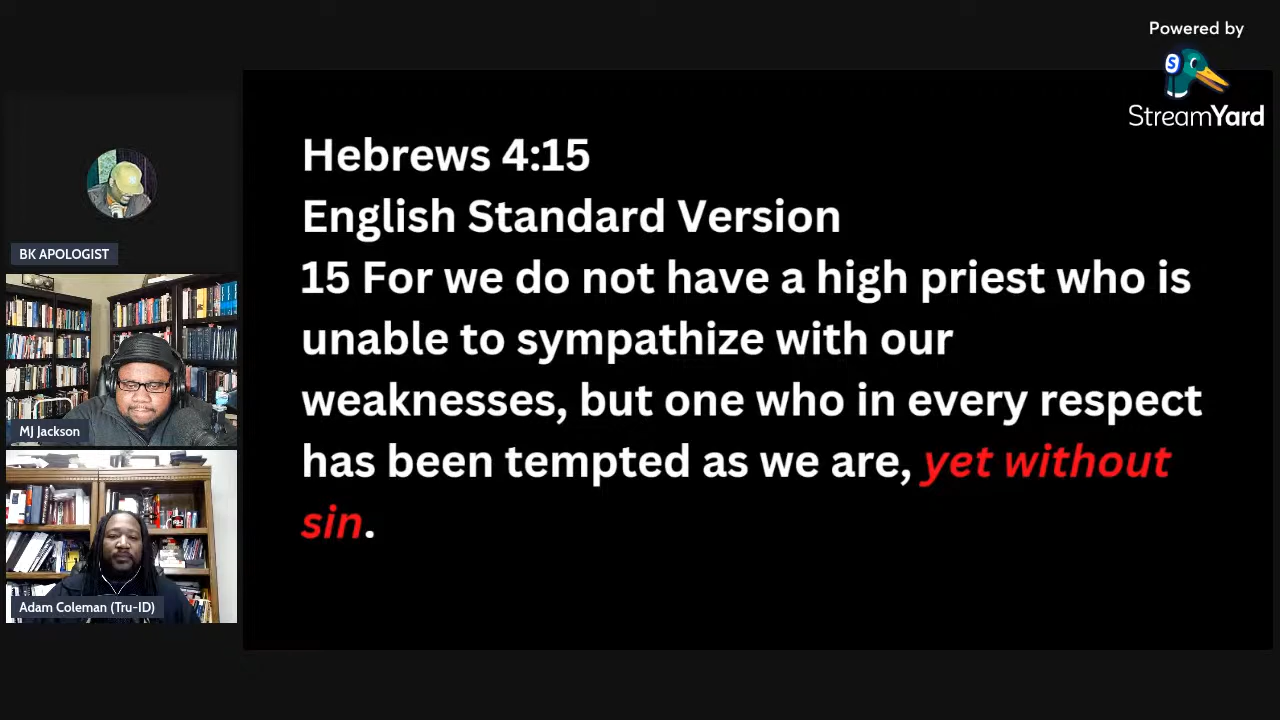 Powered by
StreamYard
Hebrews 4:15
English Standard Version
15 For we do not have a high priest who is
unable to sympathize with our
weaknesses, but one who in every respect
has been tempted as we are, yet without
sin.
BK APOLOGIST
MJ Jackson
Adam Coleman (Tru-ID)